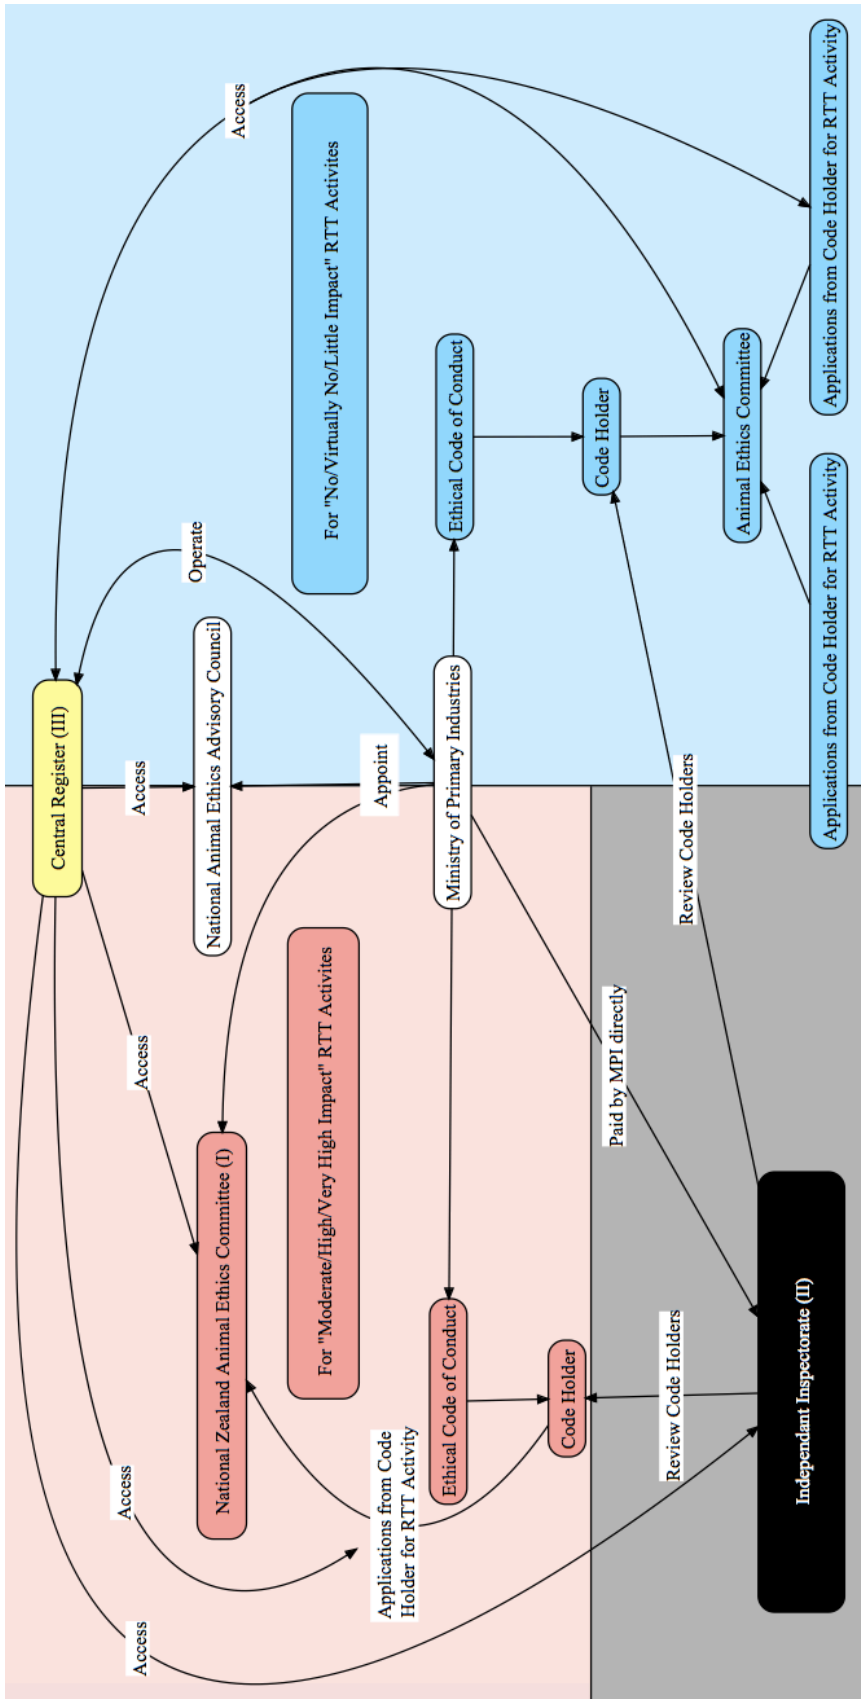 Central Register (III)
Access
Access
Access
Access
Operate
Access
National Zealand Animal Ethics Committee (I)
National Animal Ethics Advisory Council
For "Moderate/High/Very High Impact" RTT Activites
For "No/Virtually No/Little Impact" RTT Activites
Applications from Code
Holder for RTT Activity
Appoint
Ethical Code of Conduct
Ministry of Primary Industries
Ethical Code of Conduct
Code Holder
Code Holder
Paid by MPI directly
Review Code Holders
Review Code Holders
Animal Ethics Committee
Independant Inspectorate (II)
Applications from Code Holder for RTT Activity
Applications from Code Holder for RTT Activity